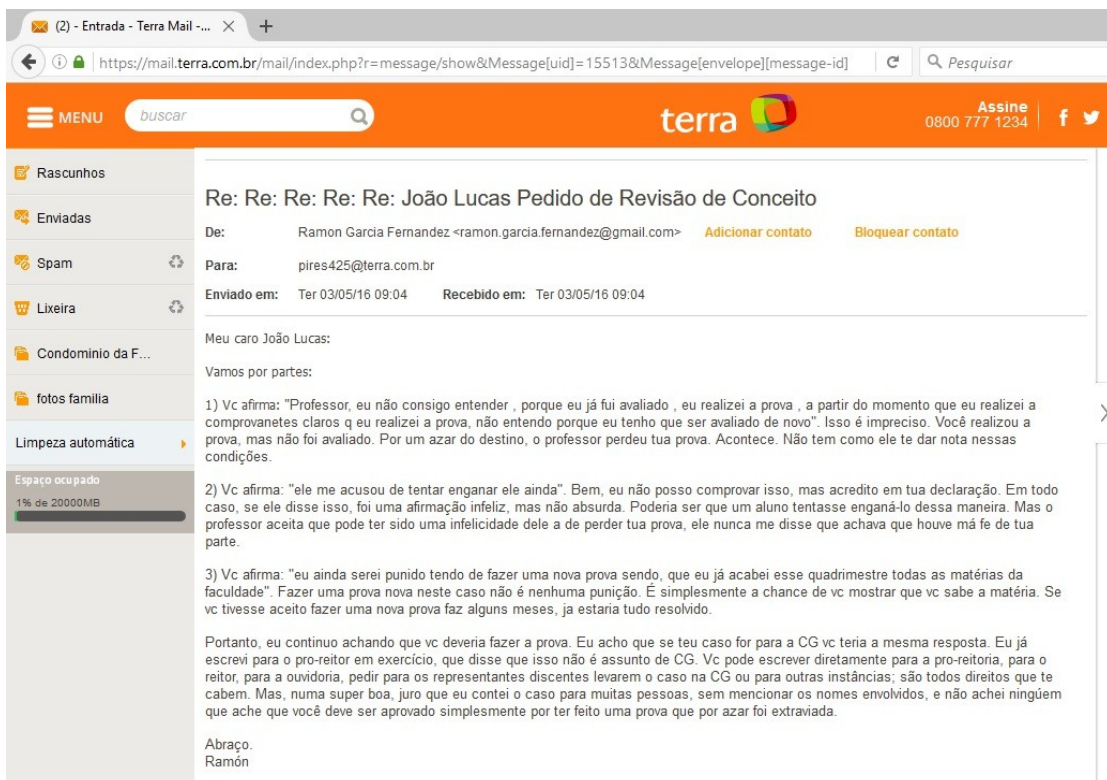 (2) - Entrada - Terra Mail -...
https://mail.terra.com.br/mail/index.php?r=message/show&Message[uid]=15513&Message[envelope][message-id]
Pesquisar
MENU
buscar
terra
Assine
0800 777 1234
Rascunhos
Enviadas
Spam
Lixeira
Condominio da F...
fotos familia
Limpeza automática
Espaço ocupado
1% de 20000MB
Re: Re: Re: Re: Re: João Lucas Pedido de Revisão de Conceito
De: Ramon Garcia Fernandez <ramon.garcia.fernandez@gmail.com> Adicionar contato Bloquear contato
Para: pires425@terra.com.br
Enviado em: Ter 03/05/16 09:04 Recebido em: Ter 03/05/16 09:04
Meu caro João Lucas:
Vamos por partes:
1) Vc afirma: "Professor, eu não consigo entender , porque eu já fui avaliado , eu realizei a prova , a partir do momento que eu realizei a
comprovanetes claros q eu realizei a prova, não entendo porque eu tenho que ser avaliado de novo". Isso é impreciso. Você realizou a
prova, mas não foi avaliado. Por um azar do destino, o professor perdeu tua prova. Acontece. Não tem como ele te dar nota nessas
condições.
2) Vc afirma: "ele me acusou de tentar enganar ele ainda". Bem, eu não posso comprovar isso, mas acredito em tua declaração. Em todo
caso, se ele disse isso, foi uma afirmação infeliz, mas não absurda. Poderia ser que um aluno tentasse enganá-lo dessa maneira. Mas o
professor aceita que pode ter sido uma infelicidade dele a de perder tua prova, ele nunca me disse que achava que houve má fe de tua
parte.
3) Vc afirma: "eu ainda serei punido tendo de fazer uma nova prova sendo, que eu já acabei esse quadrimestre todas as matérias da
faculdade". Fazer uma prova nova neste caso não é nenhuma punição. É simplesmente a chance de vc mostrar que vc sabe a matéria. Se
vc tivesse aceito fazer uma nova prova faz alguns meses, ja estaria tudo resolvido.
Portanto, eu continuo achando que vc deveria fazer a prova. Eu acho que se teu caso for para a CG vc teria a mesma resposta. Eu já
escrevi para o pro-reitor em exercício, que disse que isso não é assunto de CG. Vc pode escrever diretamente para a pro-reitoria, para o
reitor, para a ouvidoria, pedir para os representantes discentes levarem o caso na CG ou para outras instâncias; são todos direitos que te
cabem. Mas, numa super boa, juro que eu contei o caso para muitas pessoas, sem mencionar os nomes envolvidos, e não achei ningúem
que ache que você deve ser aprovado simplesmente por ter feito uma prova que por azar foi extraviada.
Abraço.
Ramón